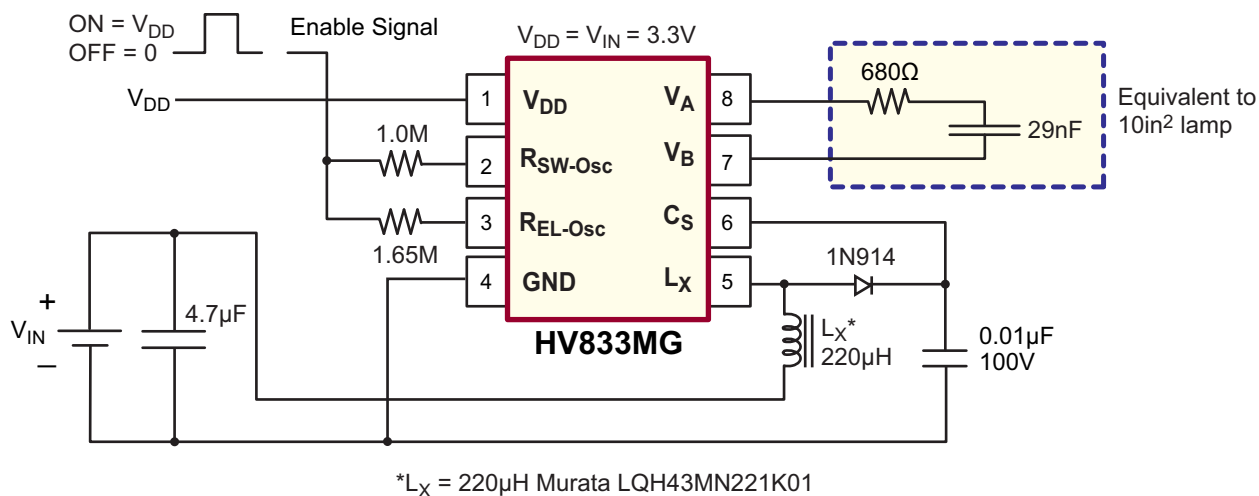 ON = VDD
OFF = 0
Enable Signal
VDD = VIN = 3.3V
VDD
1.0M
1.65M
1 VDD
2 RSW-Osc
3 REL-Osc
4 GND
VA 8
VB 7
CS 6
LX 5
HV833MG
680Ω
29nF
Equivalent to
10in² lamp
1N914
LX*
220μH
0.01μF
100V
+
VIN
–
4.7μF
*LX = 220μH Murata LQH43MN221K01